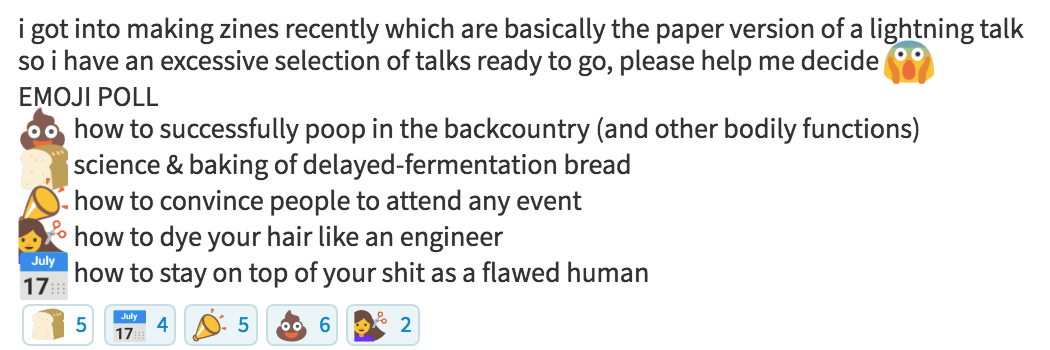 i got into making zines recently which are basically the paper version of a lightning talk
so i have an excessive selection of talks ready to go, please help me decide 😱
EMOJI POLL
💩 how to successfully poop in the backcountry (and other bodily functions)
🍞 science & baking of delayed-fermentation bread
📣 how to convince people to attend any event
💇‍♀️ how to dye your hair like an engineer
📅 how to stay on top of your shit as a flawed human
🍞 5 📅 4 📣 5 💩 6 💇‍♀️ 2